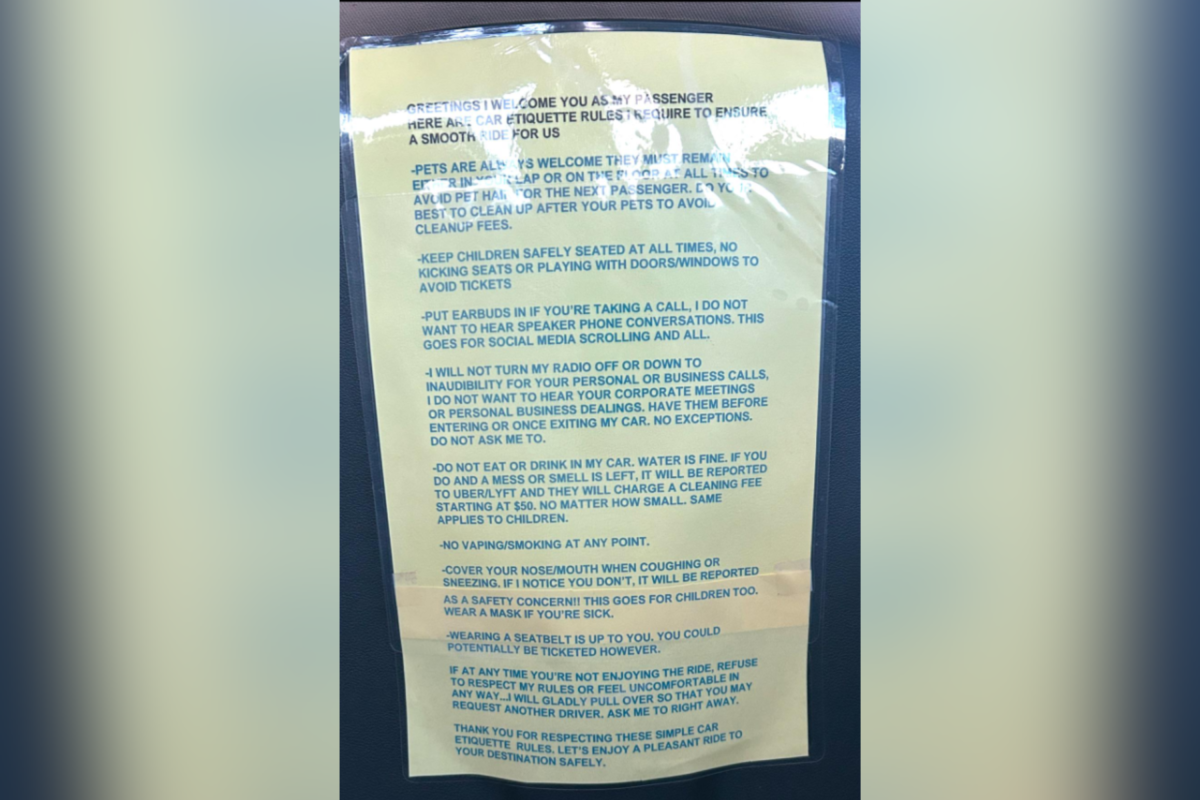 GREETINGS I WELCOME YOU AS MY PASSENGER
HERE ARE CAR ETIQUETTE RULES I REQUIRE TO ENSURE
A SMOOTH RIDE FOR US
-PETS ARE ALWAYS WELCOME THEY MUST REMAIN
EITHER IN YOUR LAP OR ON THE FLOOR AT ALL TIMES TO
AVOID PET HAIR FOR THE NEXT PASSENGER. DO YOUR
BEST TO CLEAN UP AFTER YOUR PETS TO AVOID
CLEANUP FEES.
-KEEP CHILDREN SAFELY SEATED AT ALL TIMES, NO
KICKING SEATS OR PLAYING WITH DOORS/WINDOWS TO
AVOID TICKETS
-PUT EARBUDS IN IF YOU'RE TAKING A CALL, I DO NOT
WANT TO HEAR SPEAKER PHONE CONVERSATIONS. THIS
GOES FOR SOCIAL MEDIA SCROLLING AND ALL.
-I WILL NOT TURN MY RADIO OFF OR DOWN TO
INAUDIBILITY FOR YOUR PERSONAL OR BUSINESS CALLS,
I DO NOT WANT TO HEAR YOUR CORPORATE MEETINGS
OR PERSONAL BUSINESS DEALINGS. HAVE THEM BEFORE
ENTERING OR ONCE EXITING MY CAR. NO EXCEPTIONS.
DO NOT ASK ME TO.
-DO NOT EAT OR DRINK IN MY CAR. WATER IS FINE. IF YOU
DO AND A MESS OR SMELL IS LEFT, IT WILL BE REPORTED
TO UBER/LYFT AND THEY WILL CHARGE A CLEANING FEE
STARTING AT $50. NO MATTER HOW SMALL. SAME
APPLIES TO CHILDREN.
-NO VAPING/SMOKING AT ANY POINT.
-COVER YOUR NOSE/MOUTH WHEN COUGHING OR
SNEEZING. IF I NOTICE YOU DON'T, IT WILL BE REPORTED
AS A SAFETY CONCERN!! THIS GOES FOR CHILDREN TOO.
WEAR A MASK IF YOU'RE SICK.
-WEARING A SEATBELT IS UP TO YOU. YOU COULD
POTENTIALLY BE TICKETED HOWEVER.
IF AT ANY TIME YOU'RE NOT ENJOYING THE RIDE, REFUSE
TO RESPECT MY RULES OR FEEL UNCOMFORTABLE IN
ANY WAY...I WILL GLADLY PULL OVER SO THAT YOU MAY
REQUEST ANOTHER DRIVER. ASK ME TO RIGHT AWAY.
THANK YOU FOR RESPECTING THESE SIMPLE CAR
ETIQUETTE RULES. LET'S ENJOY A PLEASANT RIDE TO
YOUR DESTINATION SAFELY.